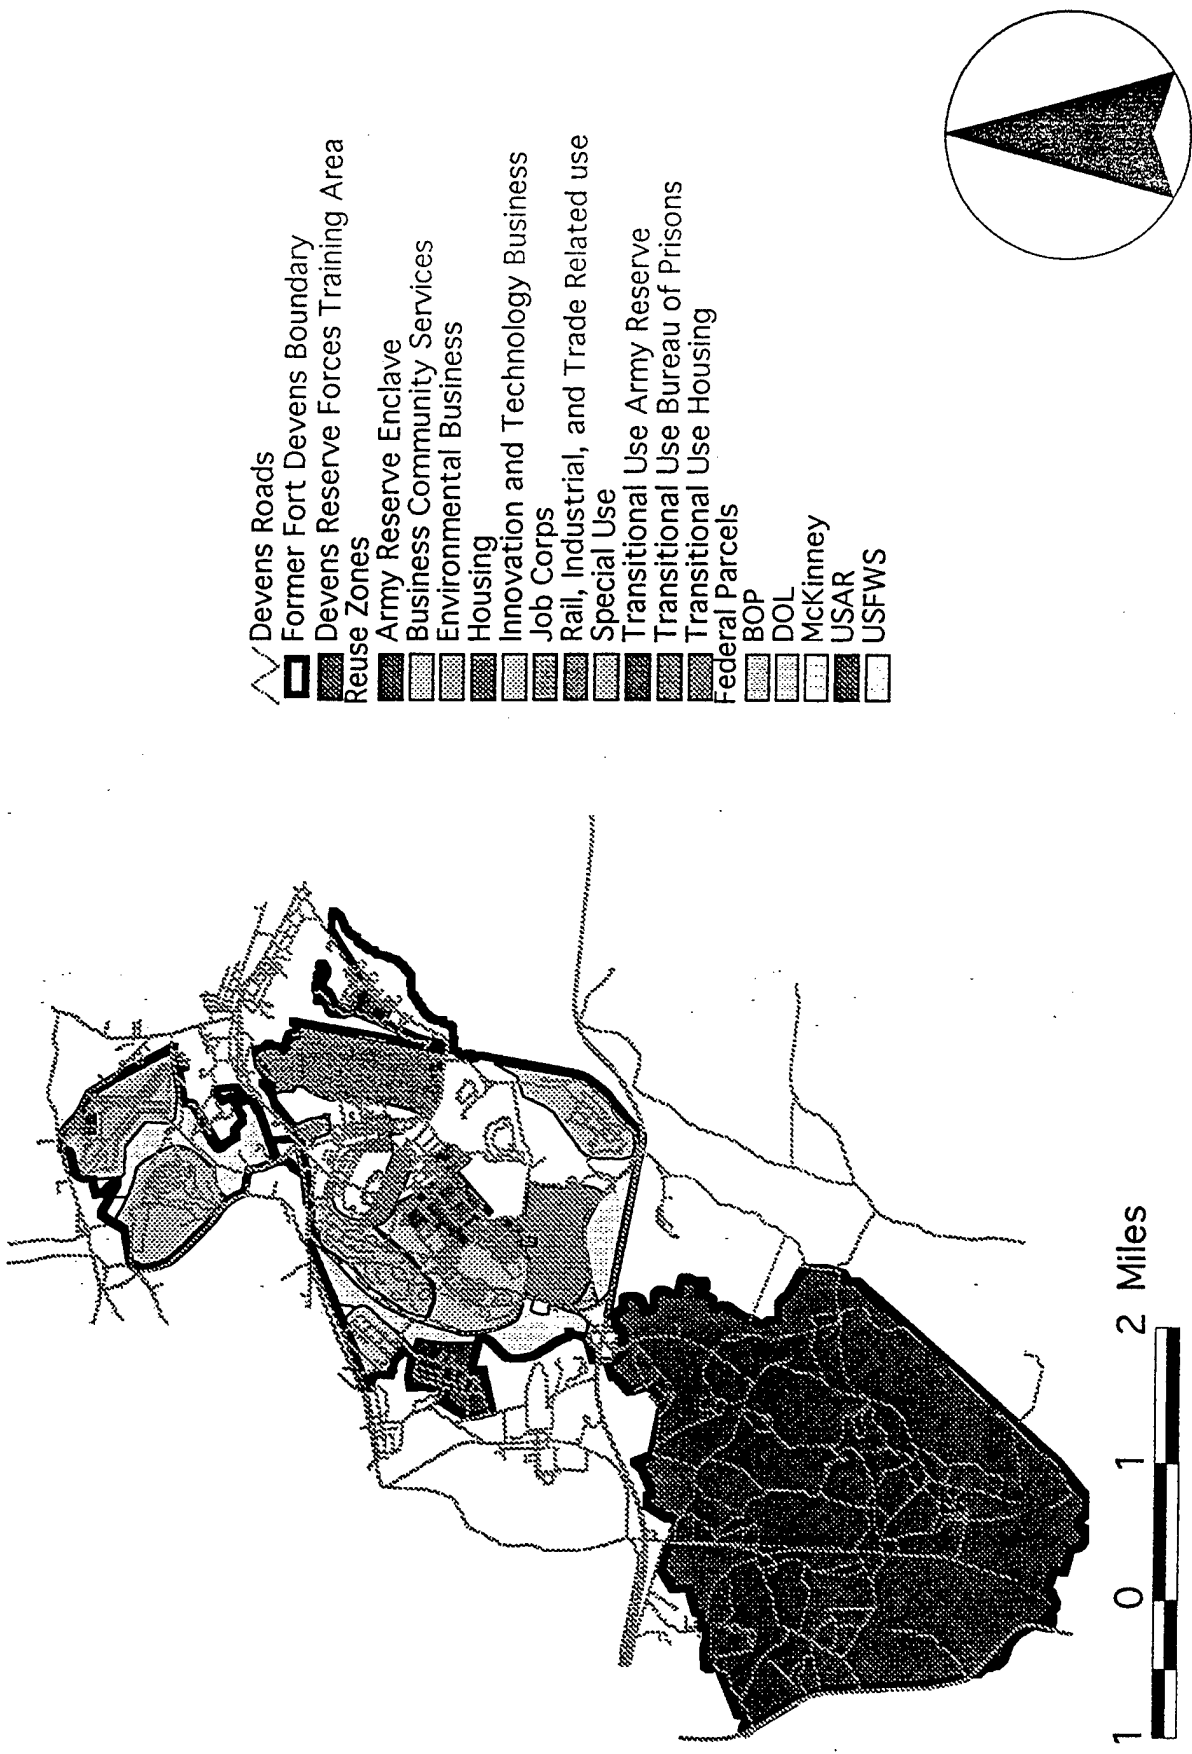 Devens Roads
Former Fort Devens Boundary
Devens Reserve Forces Training Area
Reuse Zones
Army Reserve Enclave
Business Community Services
Environmental Business
Housing
Innovation and Technology Business
Job Corps
Rail, Industrial, and Trade Related use
Special Use
Transitional Use Army Reserve
Transitional Use Bureau of Prisons
Transitional Use Housing
Federal Parcels
BOP
DOL
McKinney
USAR
USFWS
1 0 1 2 Miles